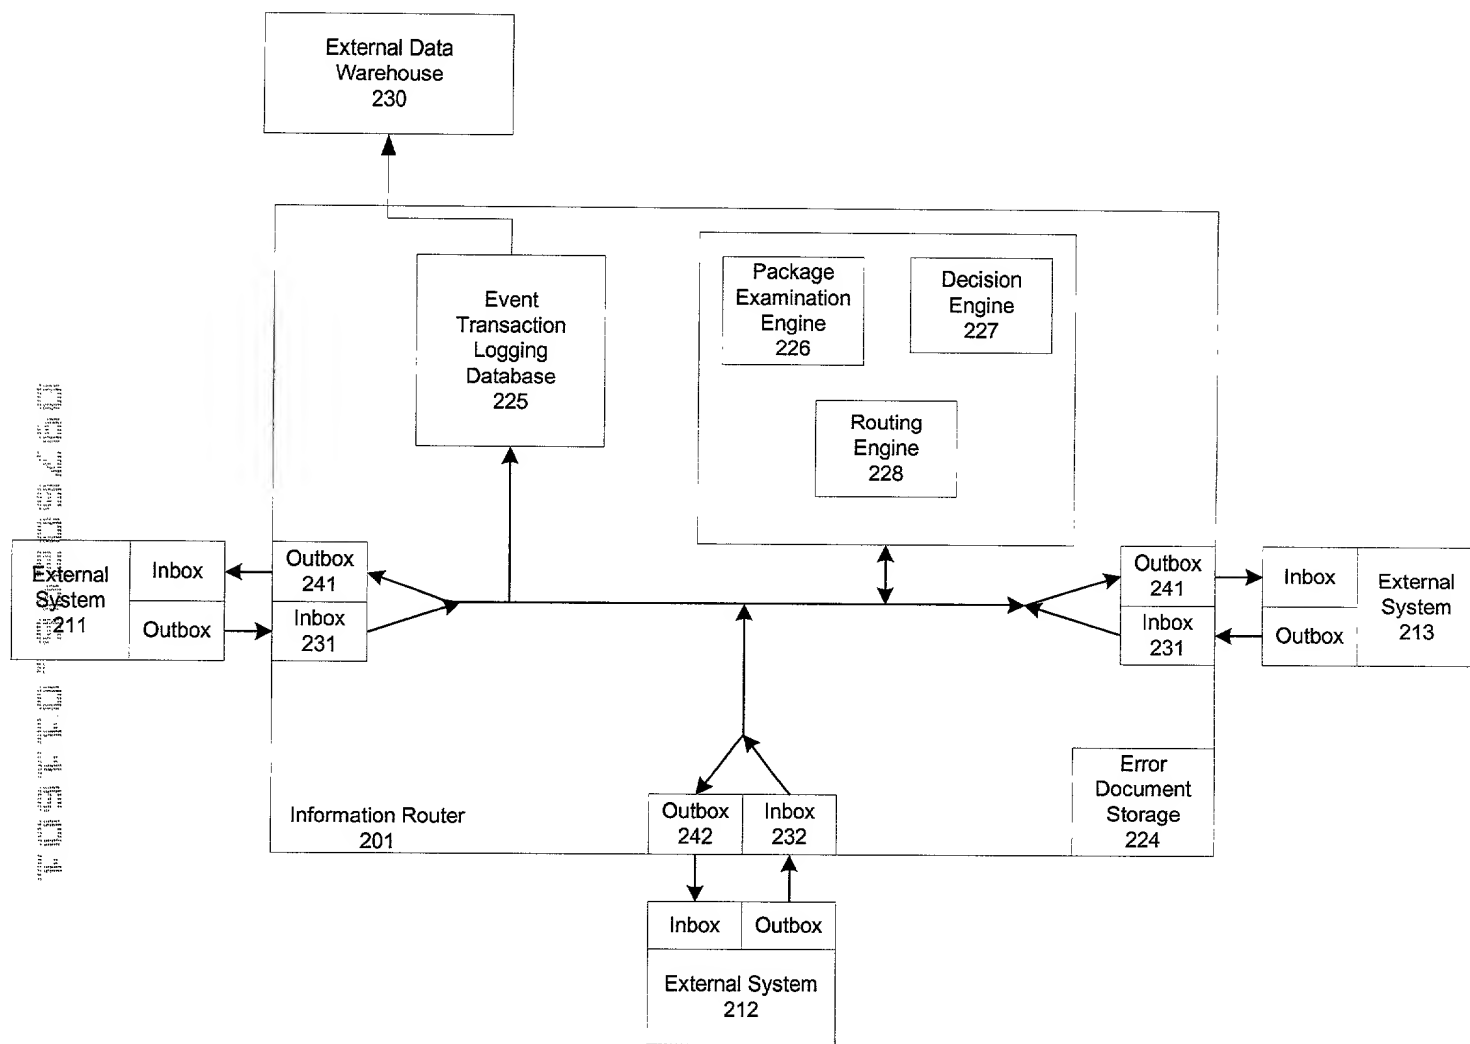 External Data
Warehouse
230
Event
Transaction
Logging
Database
225
Package
Examination
Engine
226
Decision
Engine
227
Routing
Engine
228
External
System
211
Inbox
Outbox
Outbox
241
Inbox
231
Outbox
241
Inbox
231
Inbox
Outbox
External
System
213
Information Router
201
Outbox
242
Inbox
232
Error
Document
Storage
224
Inbox
Outbox
External System
212